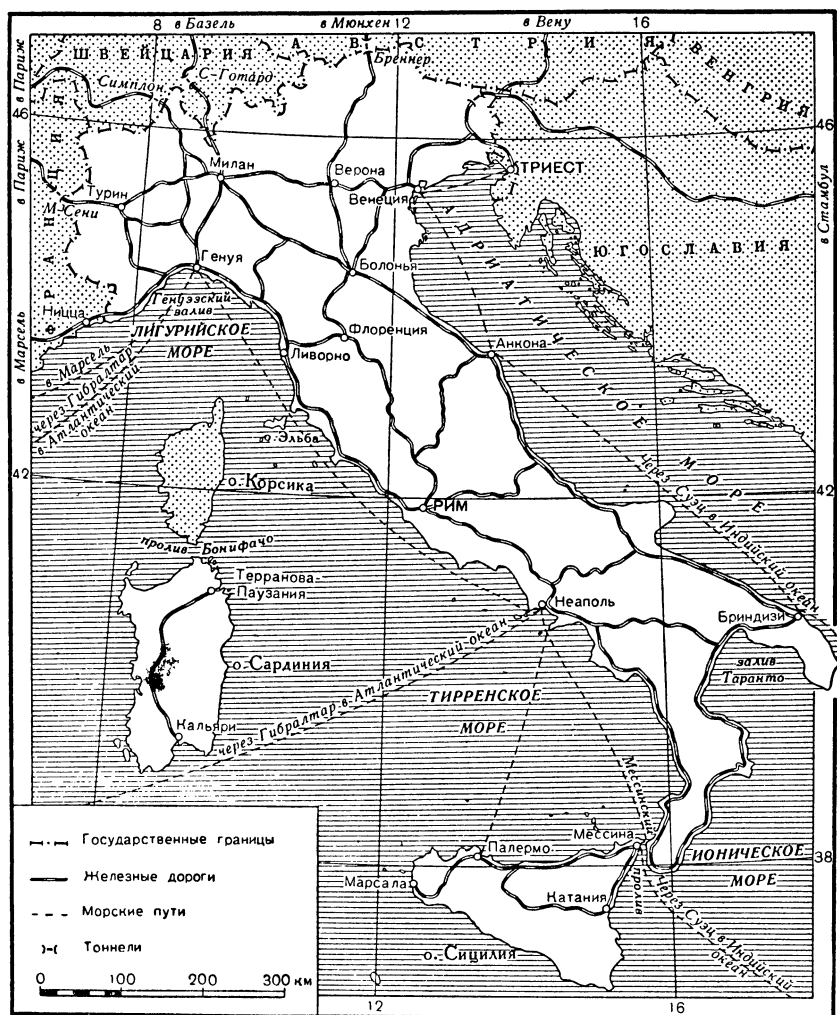 8 в Базель в Мюнхен 12 в Вену 16
ШВЕЙЦАРИЯ АВСТРИЯ
ВЕНГРИЯ
в Париж
Симплон
С-Готард
Бреннер
46 46
в Париж
ФРАНЦИЯ
Милан
Верона
ТРИЕСТ
Турин
Венеция
М-Сени
в Стамбул
ЮГОСЛАВИЯ
АДРИАТИЧЕСКОЕ МОРЕ
Генуя
Болонья
Генуэзский
залив
Ницца
ЛИГУРИЙСКОЕ
МОРЕ
Флоренция
Ливорно
Анкона
в Марсель
в Марсель
через Гибралтар
в Атлантический
океан
о. Эльба
42 42
о. Корсика
РИМ
через Суэц в Индийский океан
пролив Бонифачо
Терранова-
Паузания
Неаполь
Бриндизи
о. Сардиния
залив
Таранто
ТИРРЕНСКОЕ
МОРЕ
Кальяри
через Гибралтар в Атлантический океан
Мессинский
пролив
Мессина
Палермо
38
ИОНИЧЕСКОЕ
МОРЕ
Марсала
Катания
через Суэц в Индийский
океан
о. Сицилия
Государственные границы
Железные дороги
Морские пути
Тоннели
0 100 200 300 км
12 16